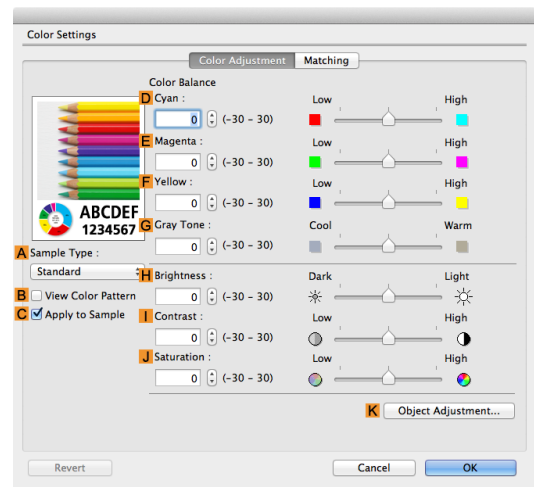 Color Settings
Color Adjustment Matching
Color Balance
D Cyan : Low High
0 (-30 – 30)
E Magenta : Low High
0 (-30 – 30)
F Yellow : Low High
0 (-30 – 30)
ABCDEF
1234567
G Gray Tone : Cool Warm
0 (-30 – 30)
A Sample Type :
Standard
H Brightness : Dark Light
B View Color Pattern 0 (-30 – 30)
C Apply to Sample I Contrast : Low High
0 (-30 – 30)
J Saturation : Low High
0 (-30 – 30)
K Object Adjustment...
Revert Cancel OK